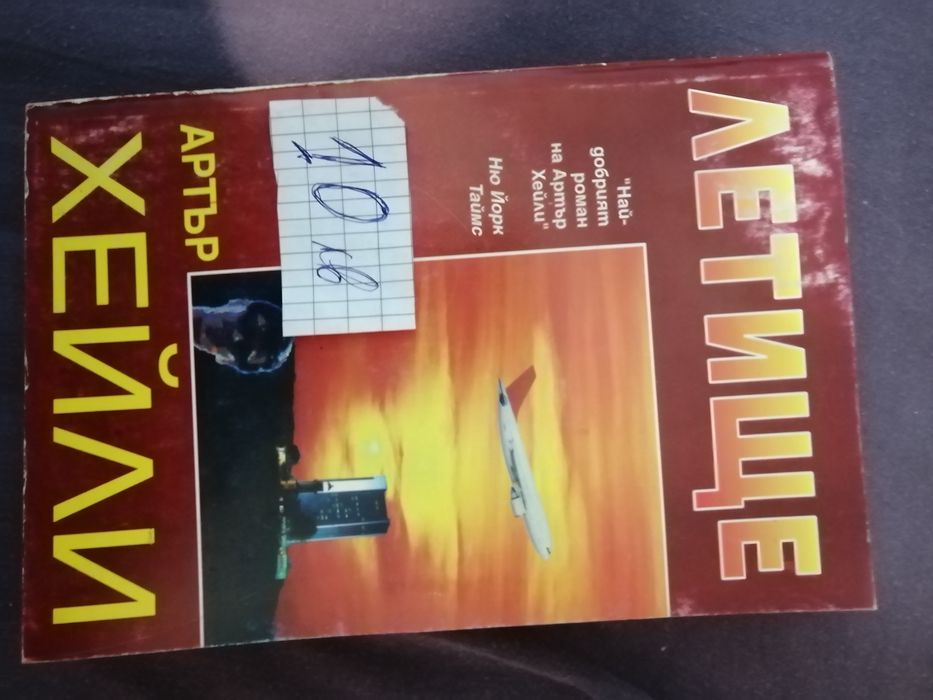 ЛЕТИЩЕ
"Най-
добрият
роман
на Артър
Хейли"
Ню Йорк
Таймс
10 лв
АРТЪР
ХЕЙЛИ